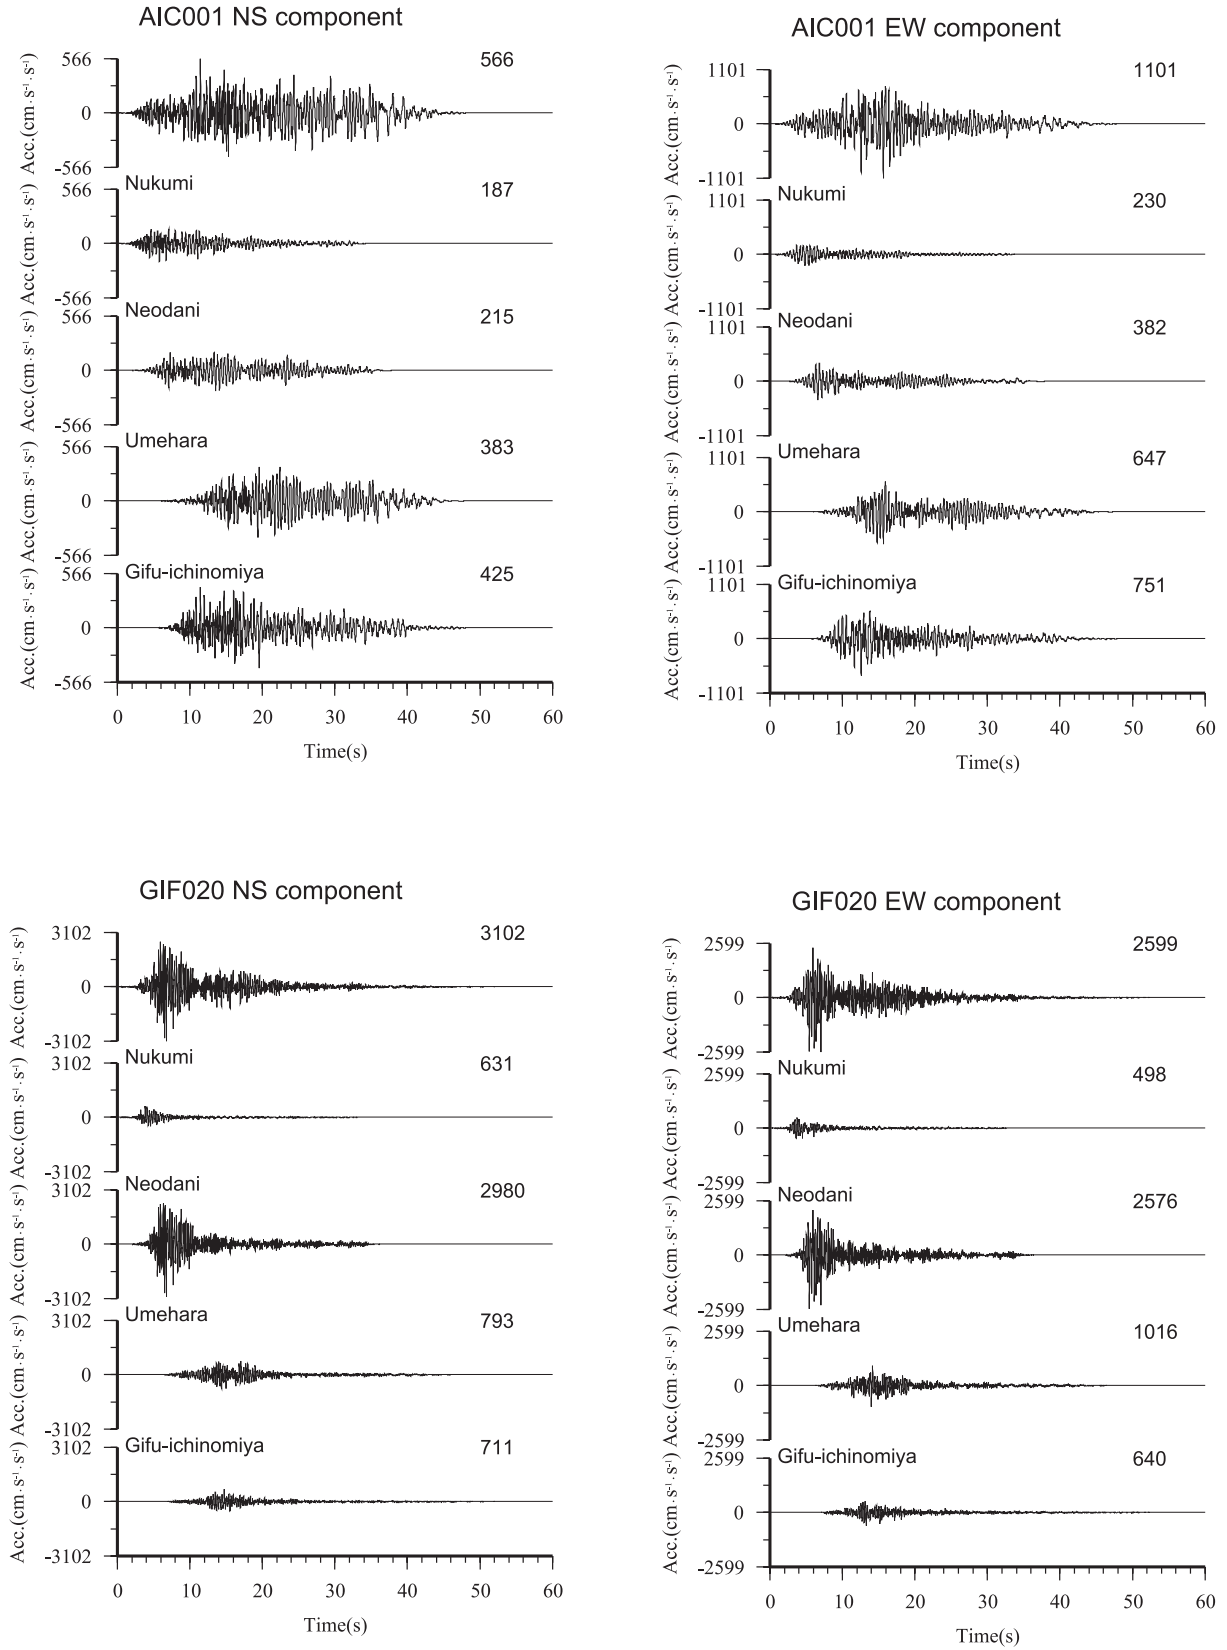 AIC001 NS component
566
566
0
-566
Acc.(cm·s⁻¹·s⁻¹)
Nukumi
187
566
0
-566
Acc.(cm·s⁻¹·s⁻¹)
Neodani
215
566
0
-566
Acc.(cm·s⁻¹·s⁻¹)
Umehara
383
566
0
-566
Acc.(cm·s⁻¹·s⁻¹)
Gifu-ichinomiya
425
566
0
-566
Acc.(cm·s⁻¹·s⁻¹)
0 10 20 30 40 50 60
Time(s)
AIC001 EW component
1101
1101
0
-1101
Acc.(cm·s⁻¹·s⁻¹)
Nukumi
230
1101
0
-1101
Acc.(cm·s⁻¹·s⁻¹)
Neodani
382
1101
0
-1101
Acc.(cm·s⁻¹·s⁻¹)
Umehara
647
1101
0
-1101
Acc.(cm·s⁻¹·s⁻¹)
Gifu-ichinomiya
751
1101
0
-1101
Acc.(cm·s⁻¹·s⁻¹)
0 10 20 30 40 50 60
Time(s)
GIF020 NS component
3102
3102
0
-3102
Acc.(cm·s⁻¹·s⁻¹)
Nukumi
631
3102
0
-3102
Acc.(cm·s⁻¹·s⁻¹)
Neodani
2980
3102
0
-3102
Acc.(cm·s⁻¹·s⁻¹)
Umehara
793
3102
0
-3102
Acc.(cm·s⁻¹·s⁻¹)
Gifu-ichinomiya
711
3102
0
-3102
Acc.(cm·s⁻¹·s⁻¹)
0 10 20 30 40 50 60
Time(s)
GIF020 EW component
2599
2599
0
-2599
Acc.(cm·s⁻¹·s⁻¹)
Nukumi
498
2599
0
-2599
Acc.(cm·s⁻¹·s⁻¹)
Neodani
2576
2599
0
-2599
Acc.(cm·s⁻¹·s⁻¹)
Umehara
1016
2599
0
-2599
Acc.(cm·s⁻¹·s⁻¹)
Gifu-ichinomiya
640
2599
0
-2599
Acc.(cm·s⁻¹·s⁻¹)
0 10 20 30 40 50 60
Time(s)